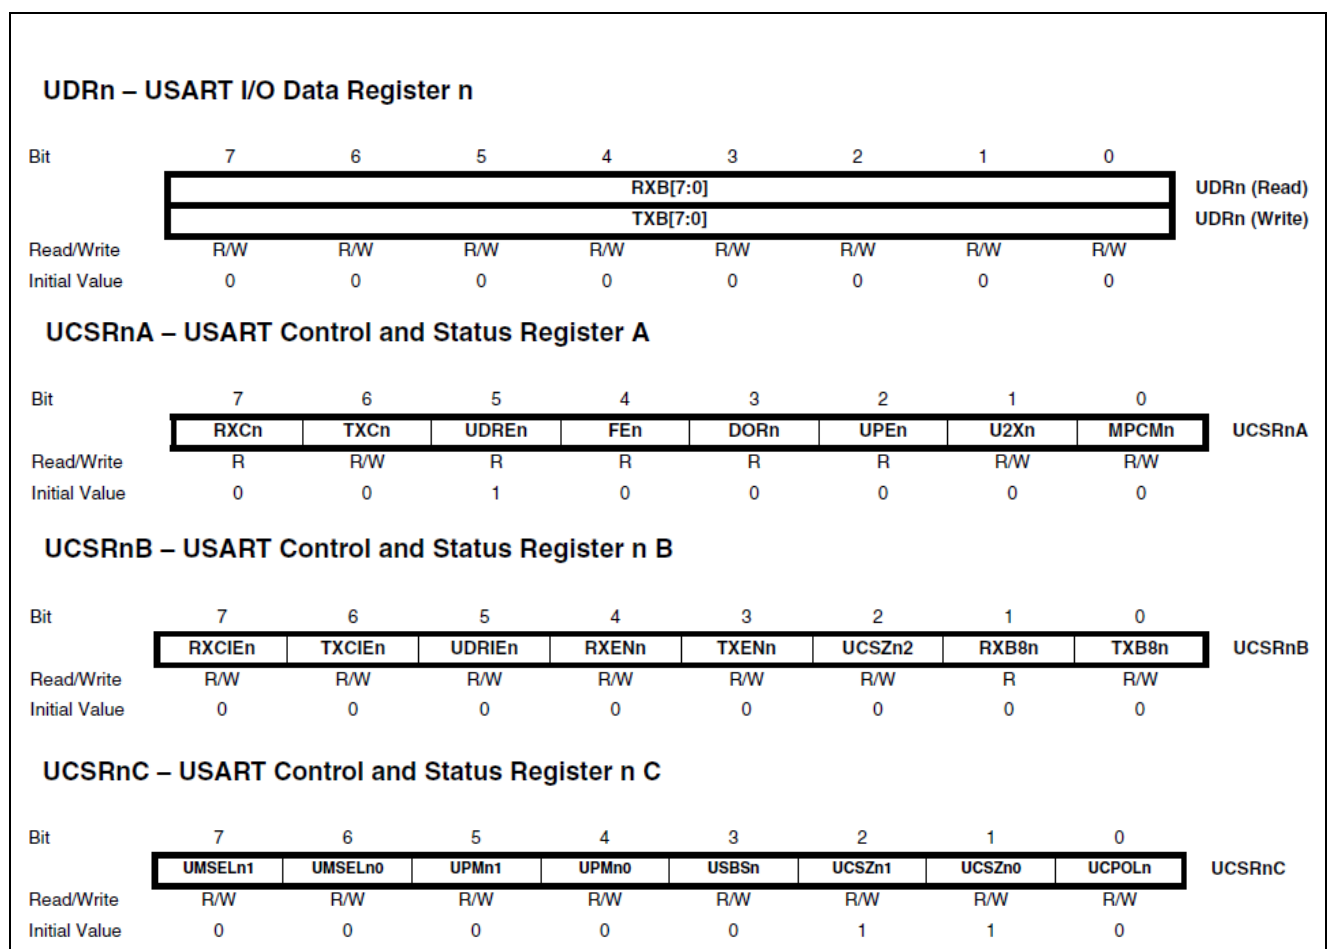 UDRn – USART I/O Data Register n
Bit 7 6 5 4 3 2 1 0
RXB[7:0] UDRn (Read)
TXB[7:0] UDRn (Write)
Read/Write R/W R/W R/W R/W R/W R/W R/W R/W
Initial Value 0 0 0 0 0 0 0 0
UCSRnA – USART Control and Status Register A
Bit 7 6 5 4 3 2 1 0
RXCn TXCn UDREn FEn DORn UPEn U2Xn MPCMn UCSRnA
Read/Write R R/W R R R R R/W R/W
Initial Value 0 0 1 0 0 0 0 0
UCSRnB – USART Control and Status Register n B
Bit 7 6 5 4 3 2 1 0
RXCIEn TXCIEn UDRIEn RXENn TXENn UCSZn2 RXB8n TXB8n UCSRnB
Read/Write R/W R/W R/W R/W R/W R/W R R/W
Initial Value 0 0 0 0 0 0 0 0
UCSRnC – USART Control and Status Register n C
Bit 7 6 5 4 3 2 1 0
UMSELn1 UMSELn0 UPMn1 UPMn0 USBSn UCSZn1 UCSZn0 UCPOLn UCSRnC
Read/Write R/W R/W R/W R/W R/W R/W R/W R/W
Initial Value 0 0 0 0 0 1 1 0